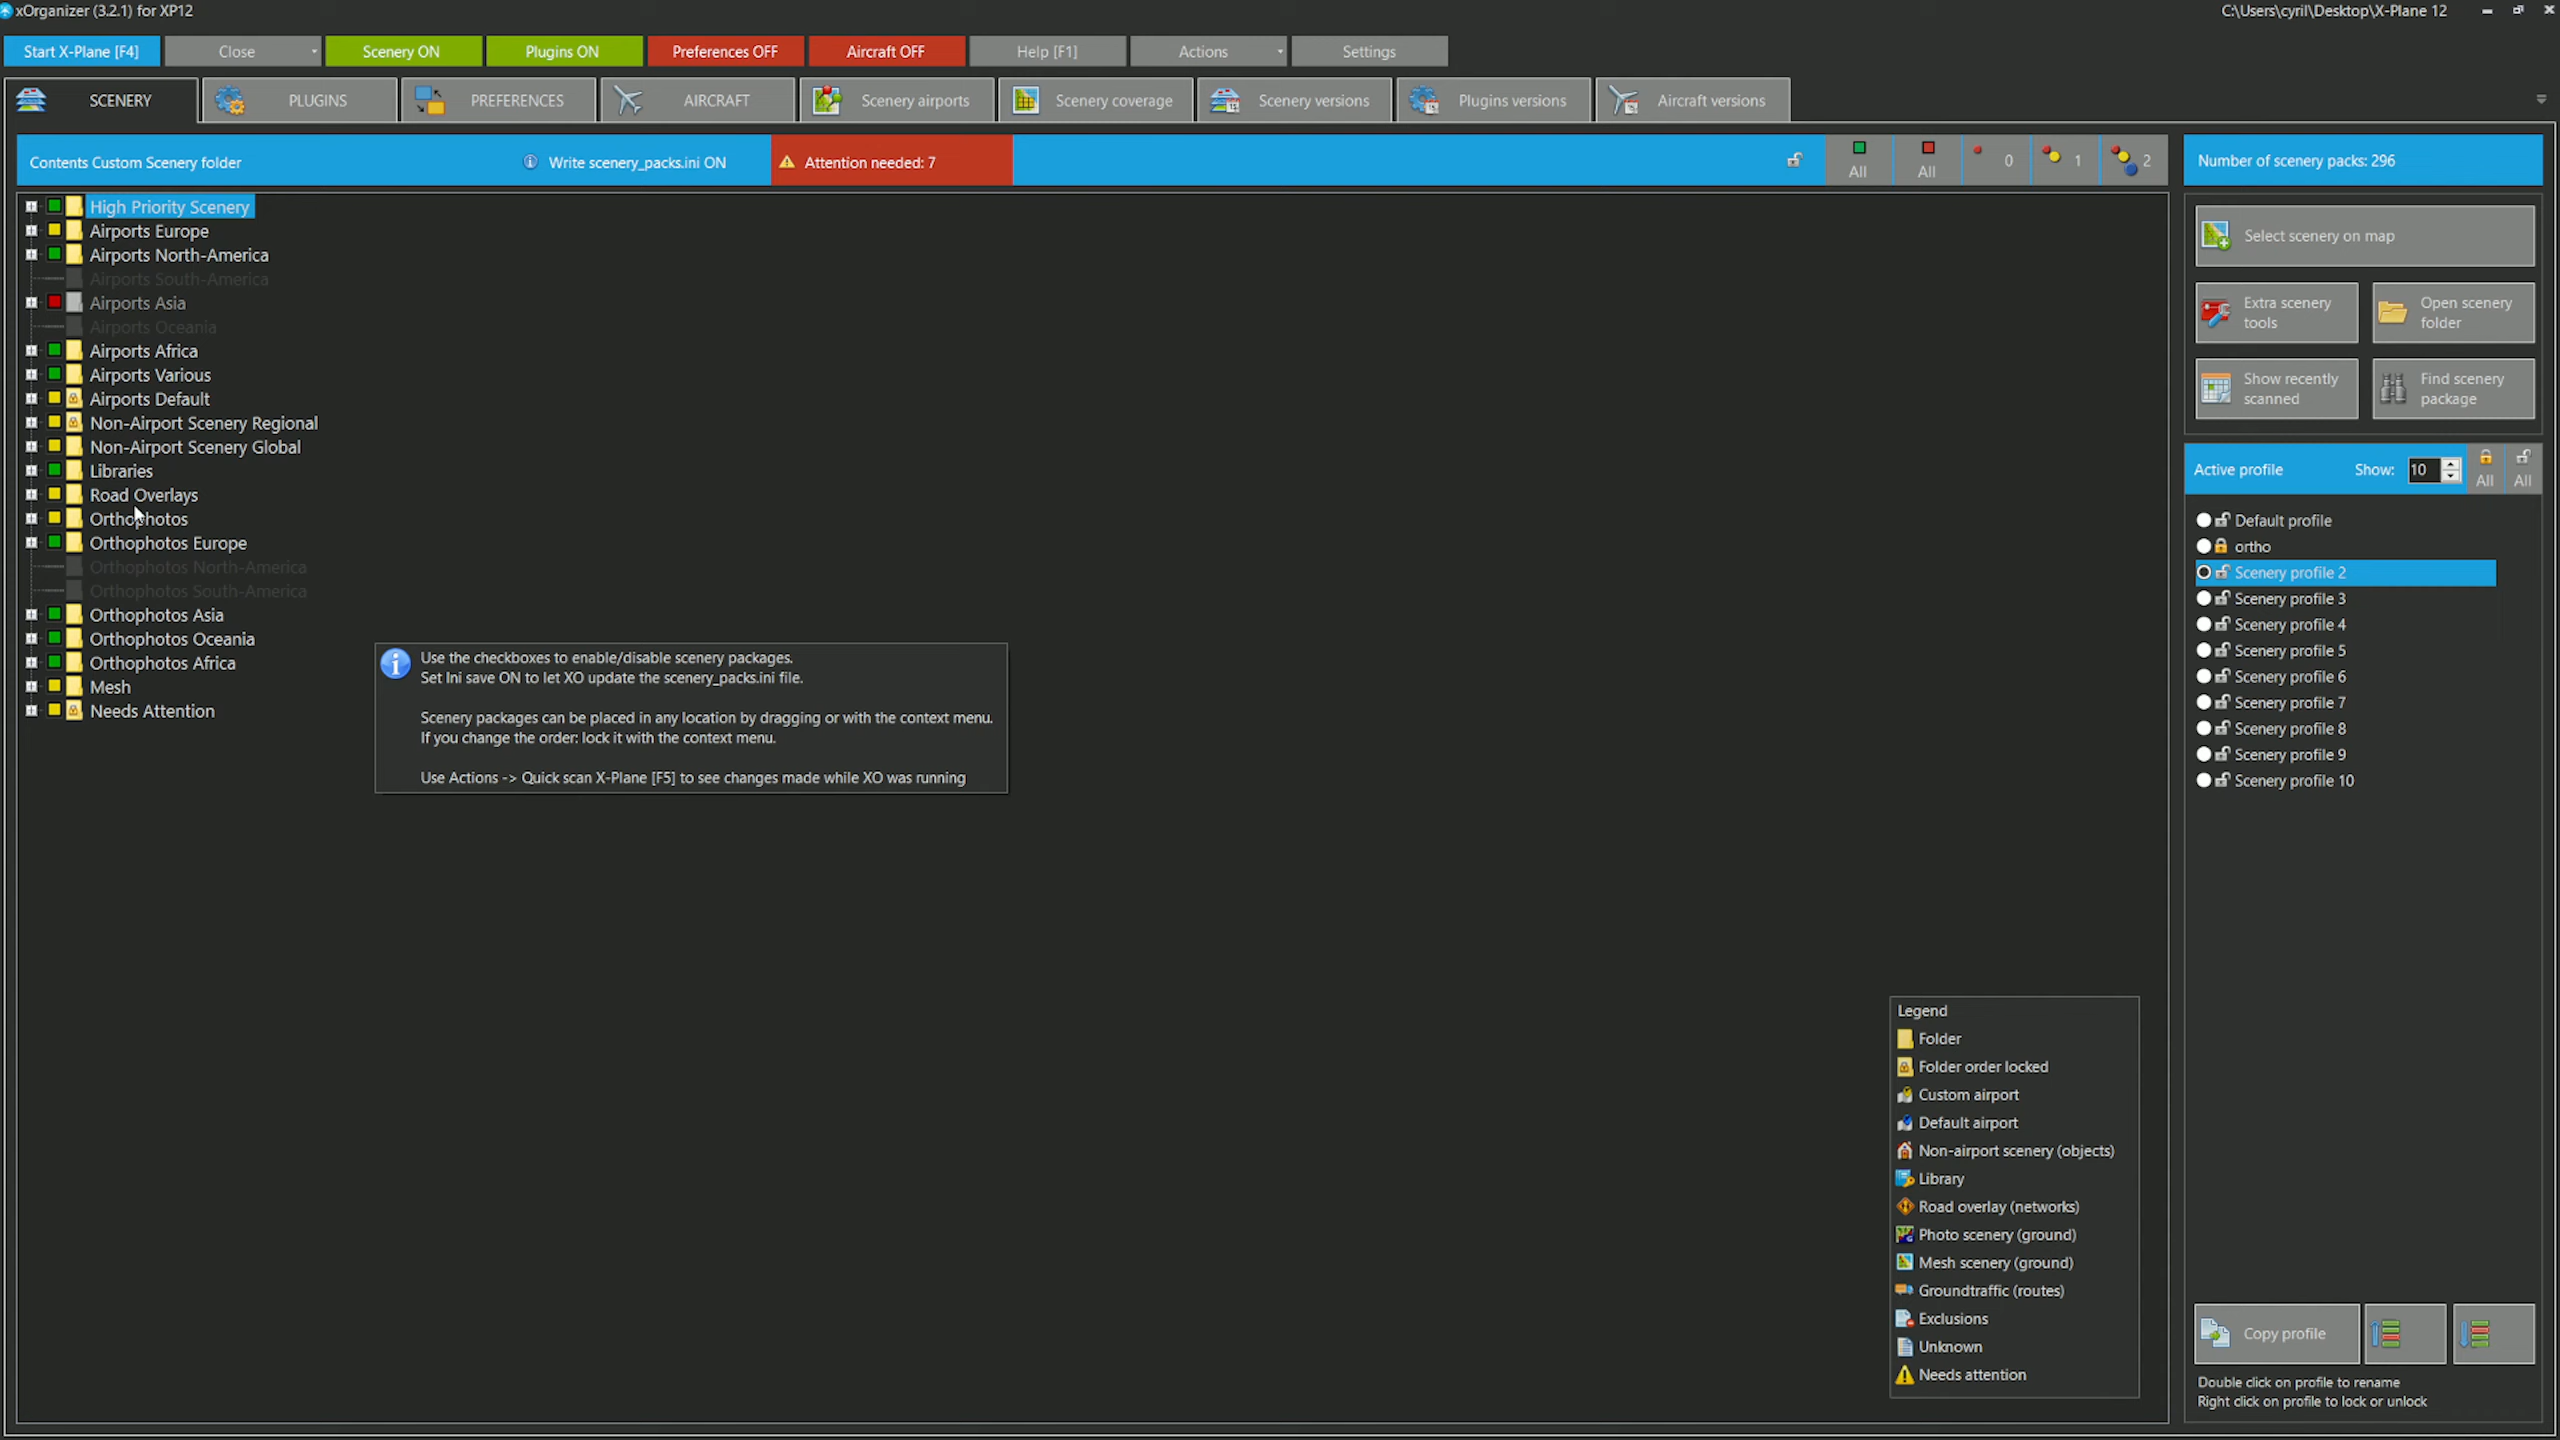 xOrganizer (3.2.1) for XP12
C:\Users\cyril\Desktop\X-Plane 12
Start X-Plane [F4]
Close
Scenery ON
Plugins ON
Preferences OFF
Aircraft OFF
Help [F1]
Actions
Settings
SCENERY
PLUGINS
PREFERENCES
AIRCRAFT
Scenery airports
Scenery coverage
Scenery versions
Plugins versions
Aircraft versions
Contents Custom Scenery folder
Write scenery_packs.ini ON
Attention needed: 7
All
All
0
1
2
Number of scenery packs: 296
High Priority Scenery
Airports Europe
Airports North-America
Airports South-America
Airports Asia
Airports Oceania
Airports Africa
Airports Various
Airports Default
Non-Airport Scenery Regional
Non-Airport Scenery Global
Libraries
Road Overlays
Orthophotos
Orthophotos Europe
Orthophotos North-America
Orthophotos South-America
Orthophotos Asia
Orthophotos Oceania
Orthophotos Africa
Mesh
Needs Attention
Use the checkboxes to enable/disable scenery packages.
Set Ini save ON to let XO update the scenery_packs.ini file.
Scenery packages can be placed in any location by dragging or with the context menu.
If you change the order: lock it with the context menu.
Use Actions -> Quick scan X-Plane [F5] to see changes made while XO was running
Legend
Folder
Folder order locked
Custom airport
Default airport
Non-airport scenery (objects)
Library
Road overlay (networks)
Photo scenery (ground)
Mesh scenery (ground)
Groundtraffic (routes)
Exclusions
Unknown
Needs attention
Select scenery on map
Extra scenery
tools
Open scenery
folder
Show recently
scanned
Find scenery
package
Active profile
Show:
10
All
All
Default profile
ortho
Scenery profile 2
Scenery profile 3
Scenery profile 4
Scenery profile 5
Scenery profile 6
Scenery profile 7
Scenery profile 8
Scenery profile 9
Scenery profile 10
Copy profile
Double click on profile to rename
Right click on profile to lock or unlock